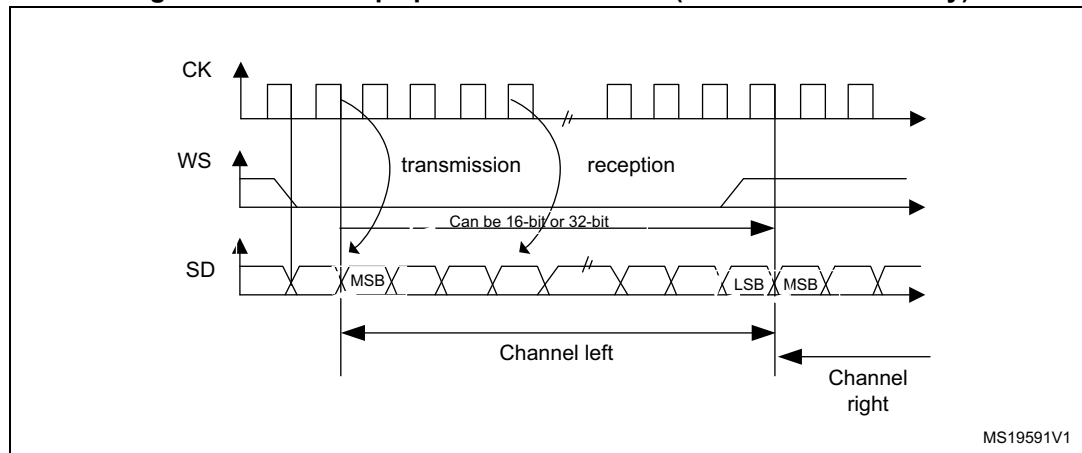 CK
WS
transmission
reception
Can be 16-bit or 32-bit
SD
MSB
LSB
MSB
Channel left
Channel
right
MS19591V1